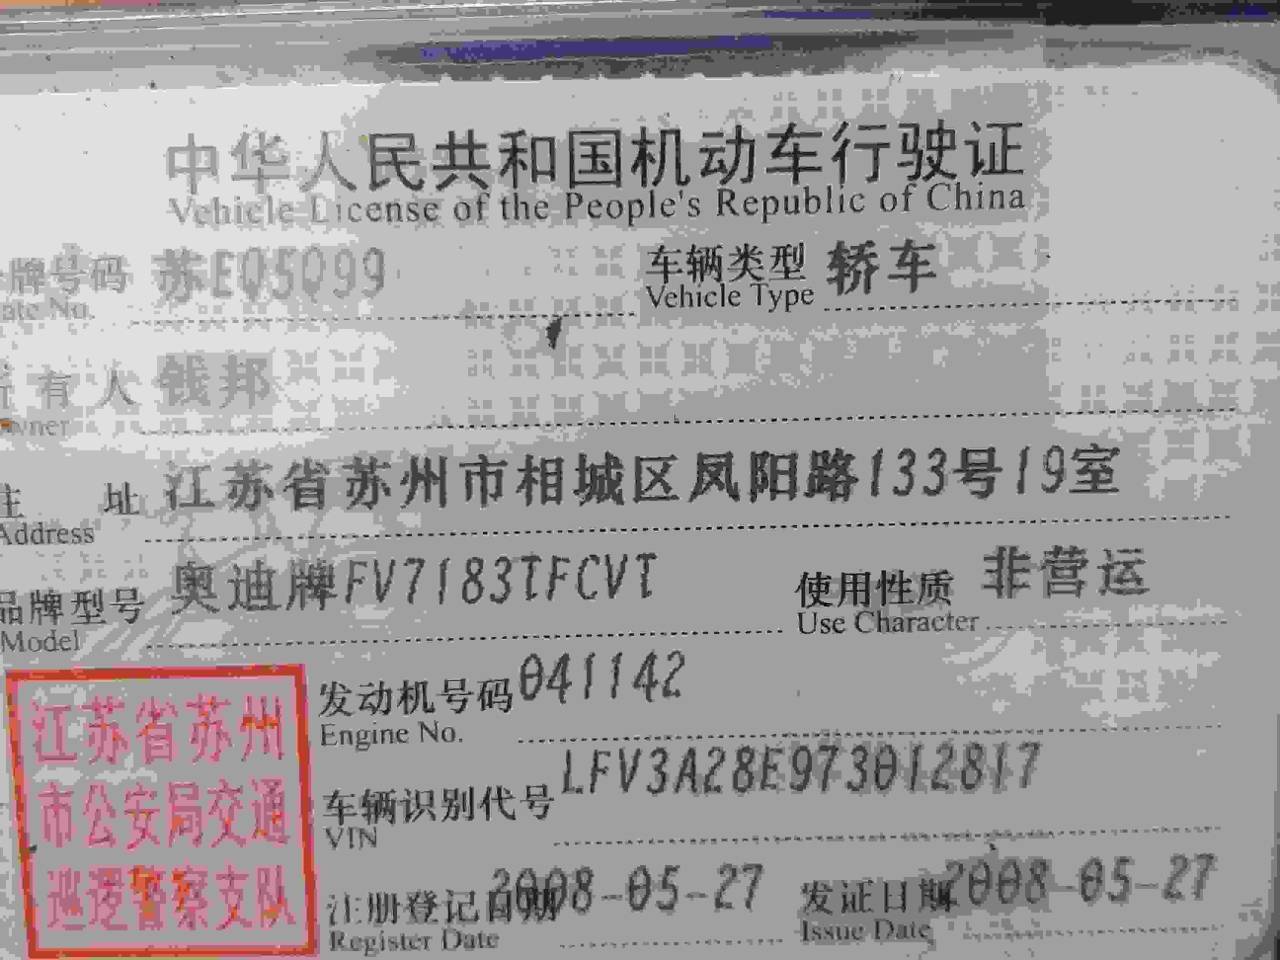 中华人民共和国机动车行驶证
Vehicle License of the People's Republic of China
牌号码 苏EQ5Q99 车辆类型 轿车
ate No. Vehicle Type
有人 钱邦
wner
住 址 江苏省苏州市相城区凤阳路133号19室
Address
品牌型号 奥迪牌FV7183TFCVT 使用性质 非营运
Model Use Character
发动机号码 041142
Engine No.
车辆识别代号 LFV3A28E973012817
VIN
注册登记日期 2008-05-27 发证日期 2008-05-27
Register Date Issue Date
江苏省苏州
市公安局交通
巡逻警察支队